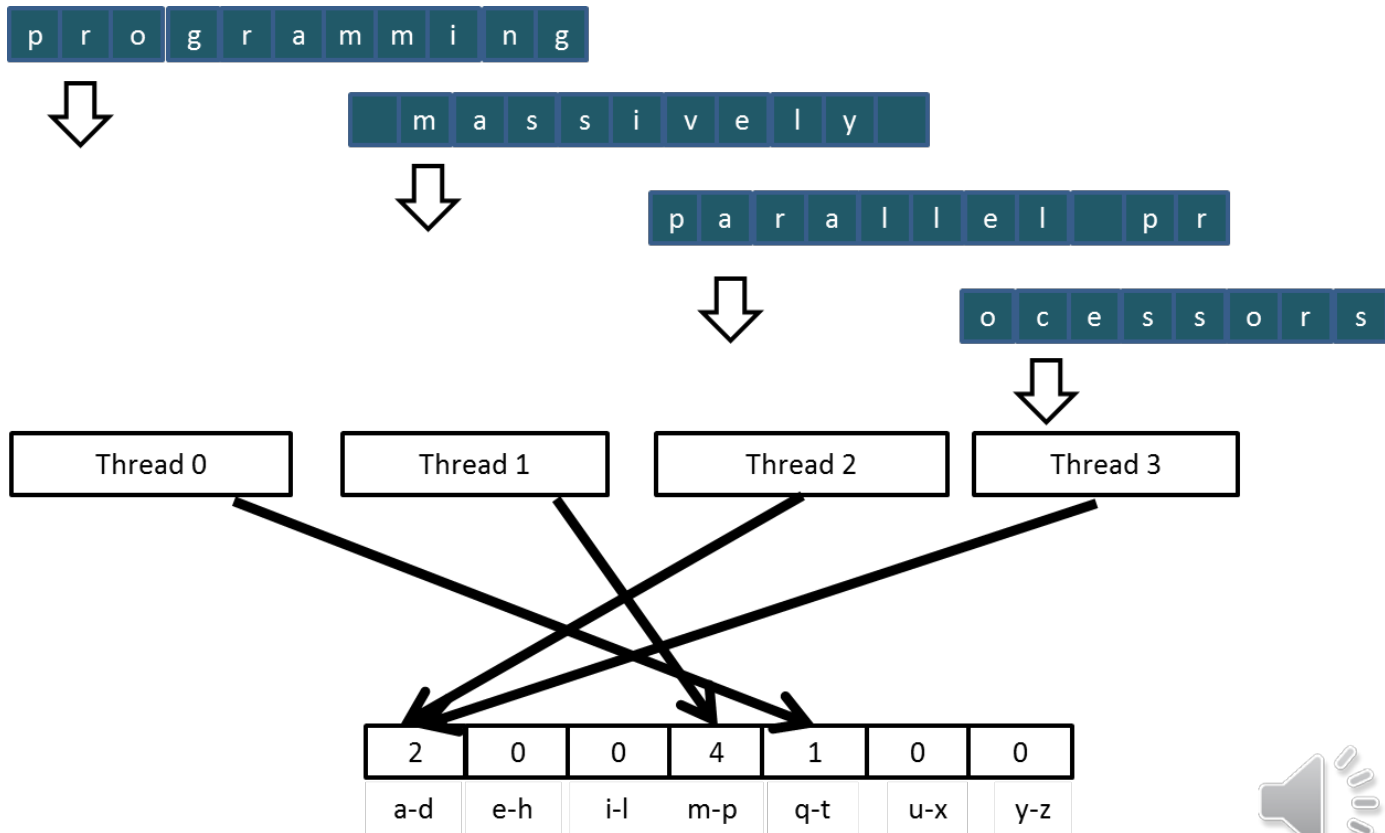 p r o g r a m m i n g
m a s s i v e l y
p a r a l l e l p r
o c e s s o r s
Thread 0 Thread 1 Thread 2 Thread 3
2 0 0 4 1 0 0
a-d e-h i-l m-p q-t u-x y-z